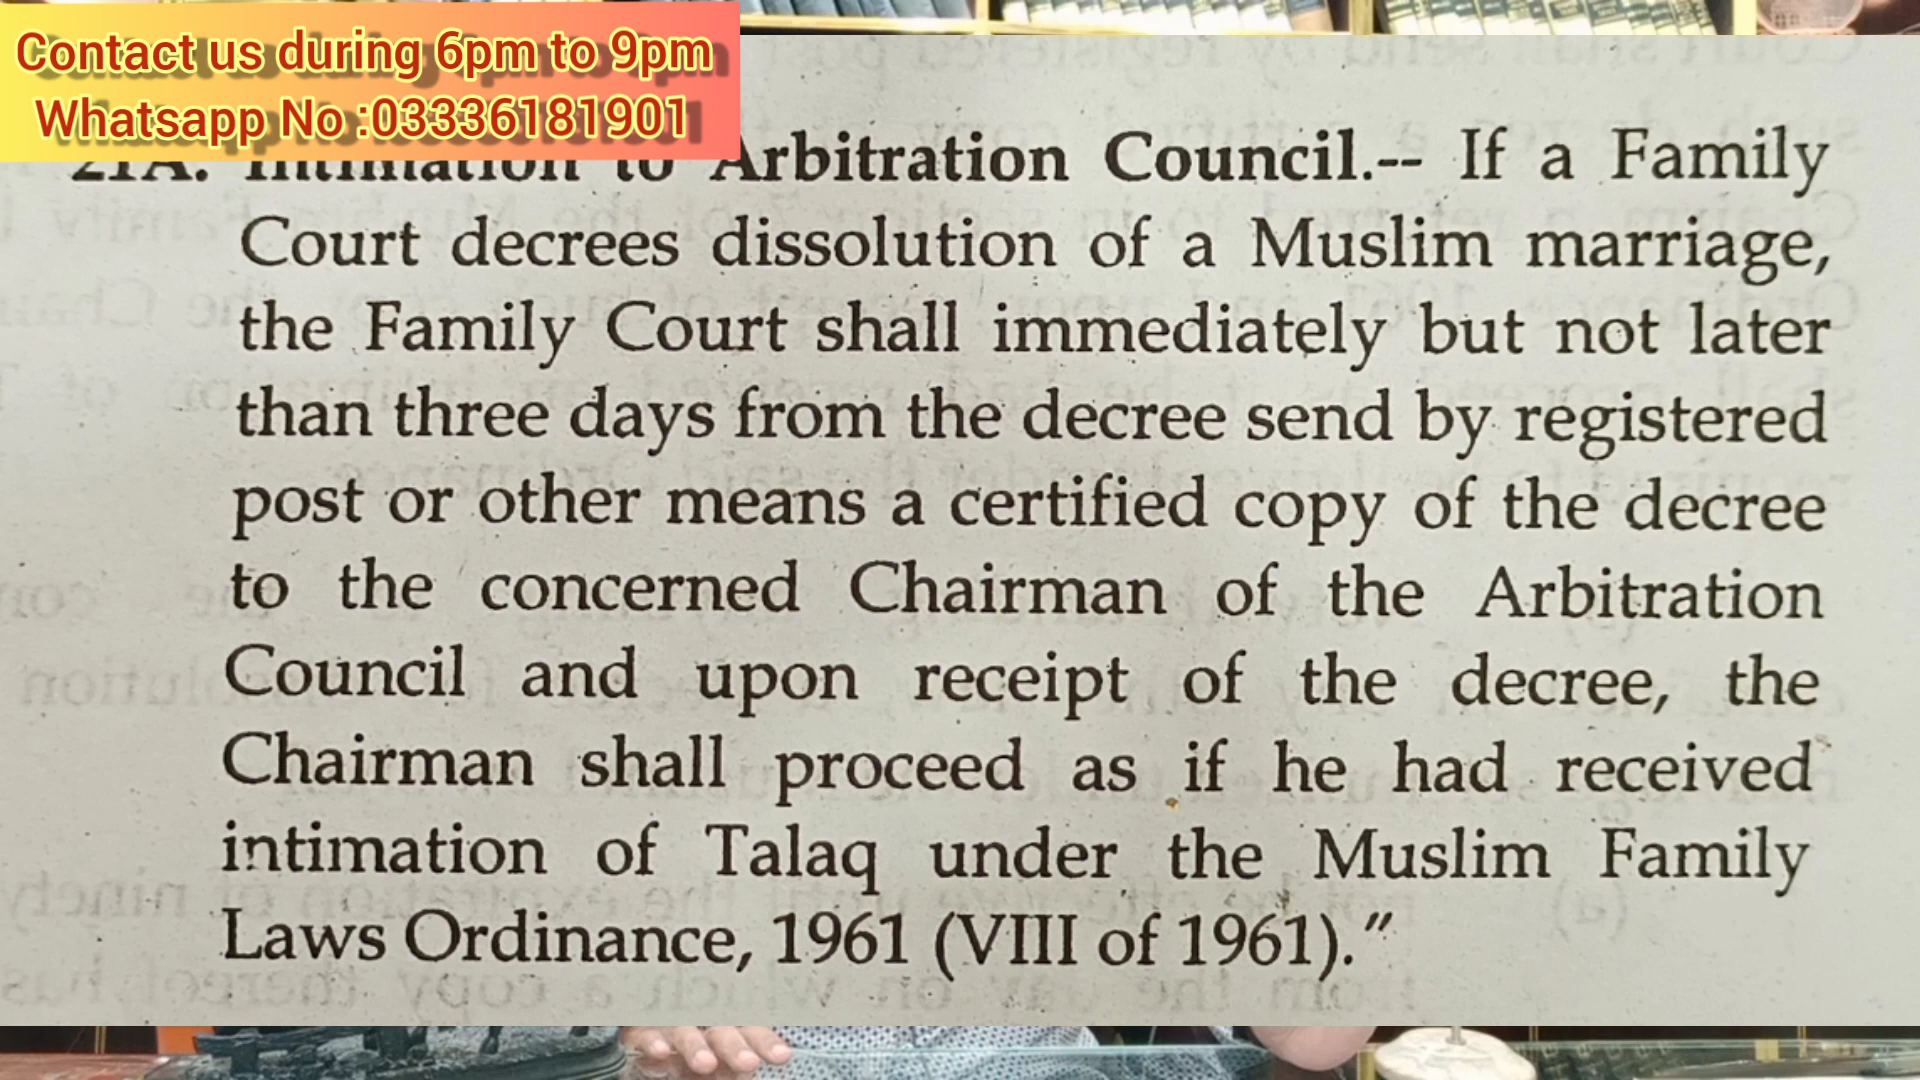 Contact us during 6pm to 9pm
Whatsapp No :03336181901
21A. Intimation to Arbitration Council.-- If a Family
Court decrees dissolution of a Muslim marriage,
the Family Court shall immediately but not later
than three days from the decree send by registered
post or other means a certified copy of the decree
to the concerned Chairman of the Arbitration
Council and upon receipt of the decree, the
Chairman shall proceed as if he had received
intimation of Talaq under the Muslim Family
Laws Ordinance, 1961 (VIII of 1961).”